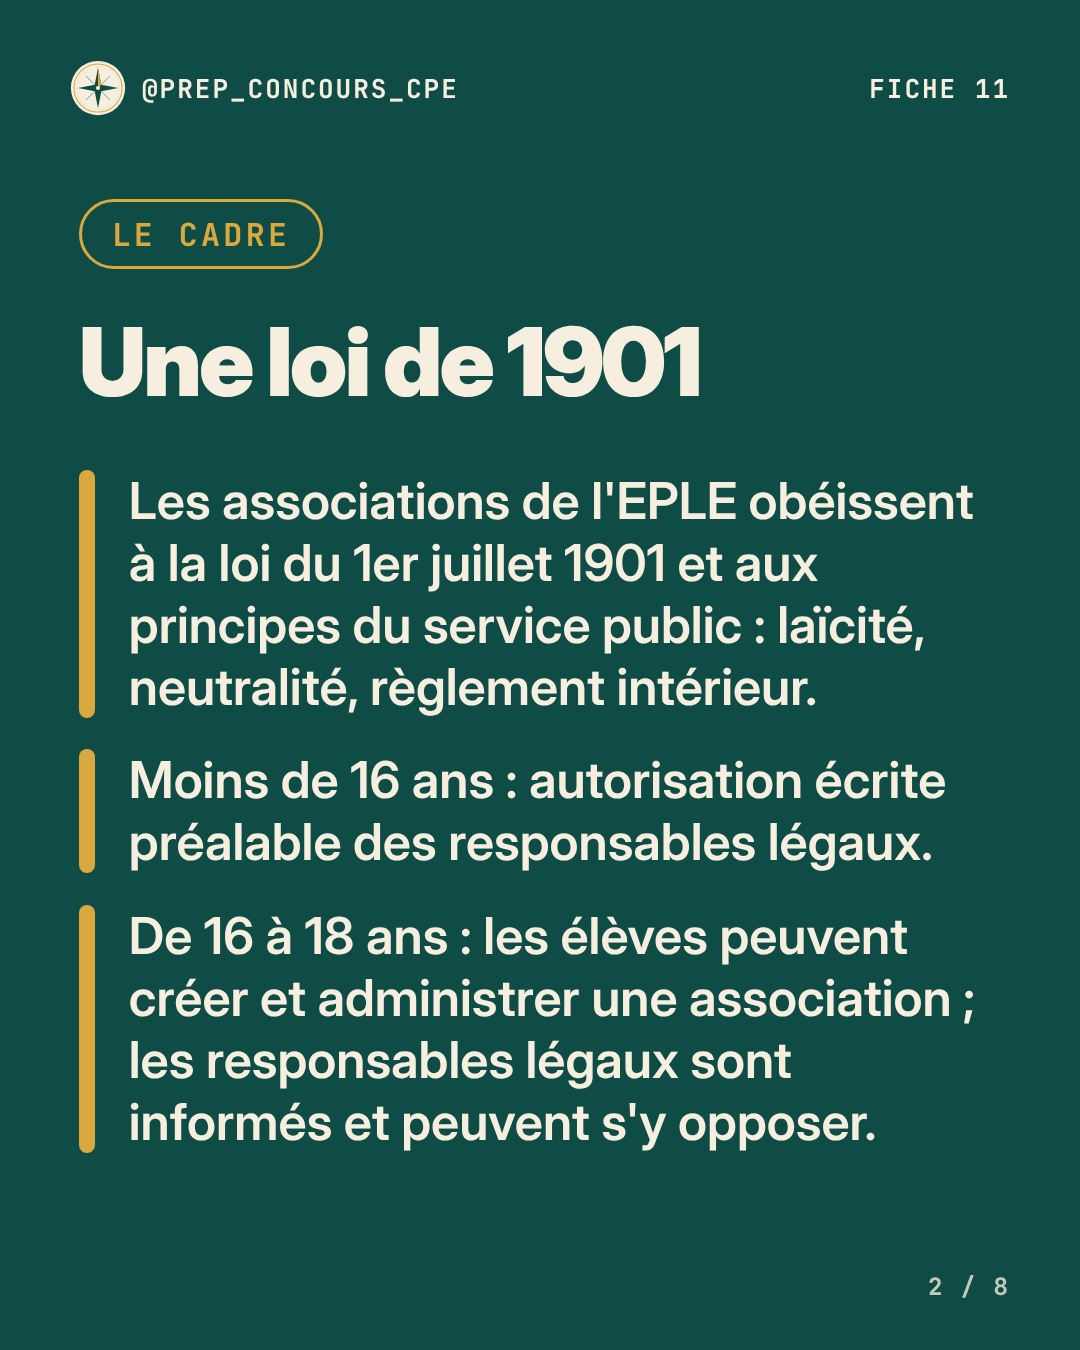 @PREP_CONCOURS_CPE
FICHE 11
LE CADRE
Une loi de 1901
Les associations de l'EPLE obéissent
à la loi du 1er juillet 1901 et aux
principes du service public : laïcité,
neutralité, règlement intérieur.
Moins de 16 ans : autorisation écrite
préalable des responsables légaux.
De 16 à 18 ans : les élèves peuvent
créer et administrer une association ;
les responsables légaux sont
informés et peuvent s'y opposer.
2 / 8